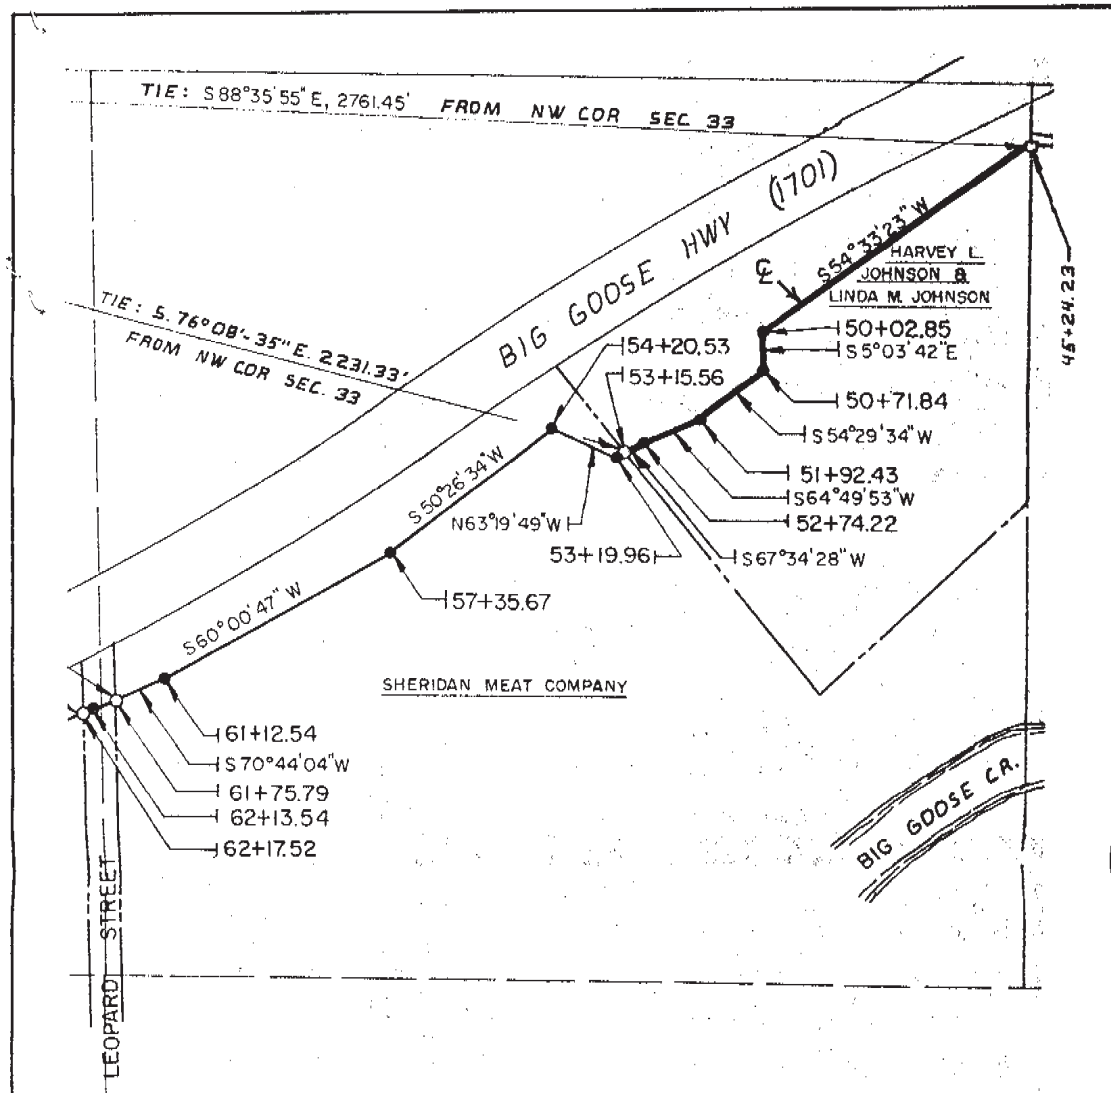 TIE: S 88°35'55" E, 2761.45' FROM NW COR SEC. 33
BIG GOOSE HWY (1701)
S 54°33'23" W
HARVEY L.
JOHNSON &
LINDA M. JOHNSON
45+24.23
℄
TIE: S. 76°08'-35" E. 2231.33'
FROM NW COR SEC. 33
54+20.53
53+15.56
50+02.85
S 5°03'42"E
50+71.84
S 54°29'34" W
51+92.43
S64°49'53"W
52+74.22
S67°34'28" W
S 50°26'34" W
N63°19'49"W
53+19.96
57+35.67
S60°00'47" W
SHERIDAN MEAT COMPANY
61+12.54
S 70°44'04" W
61+75.79
62+13.54
62+17.52
BIG GOOSE CR.
LEOPARD STREET